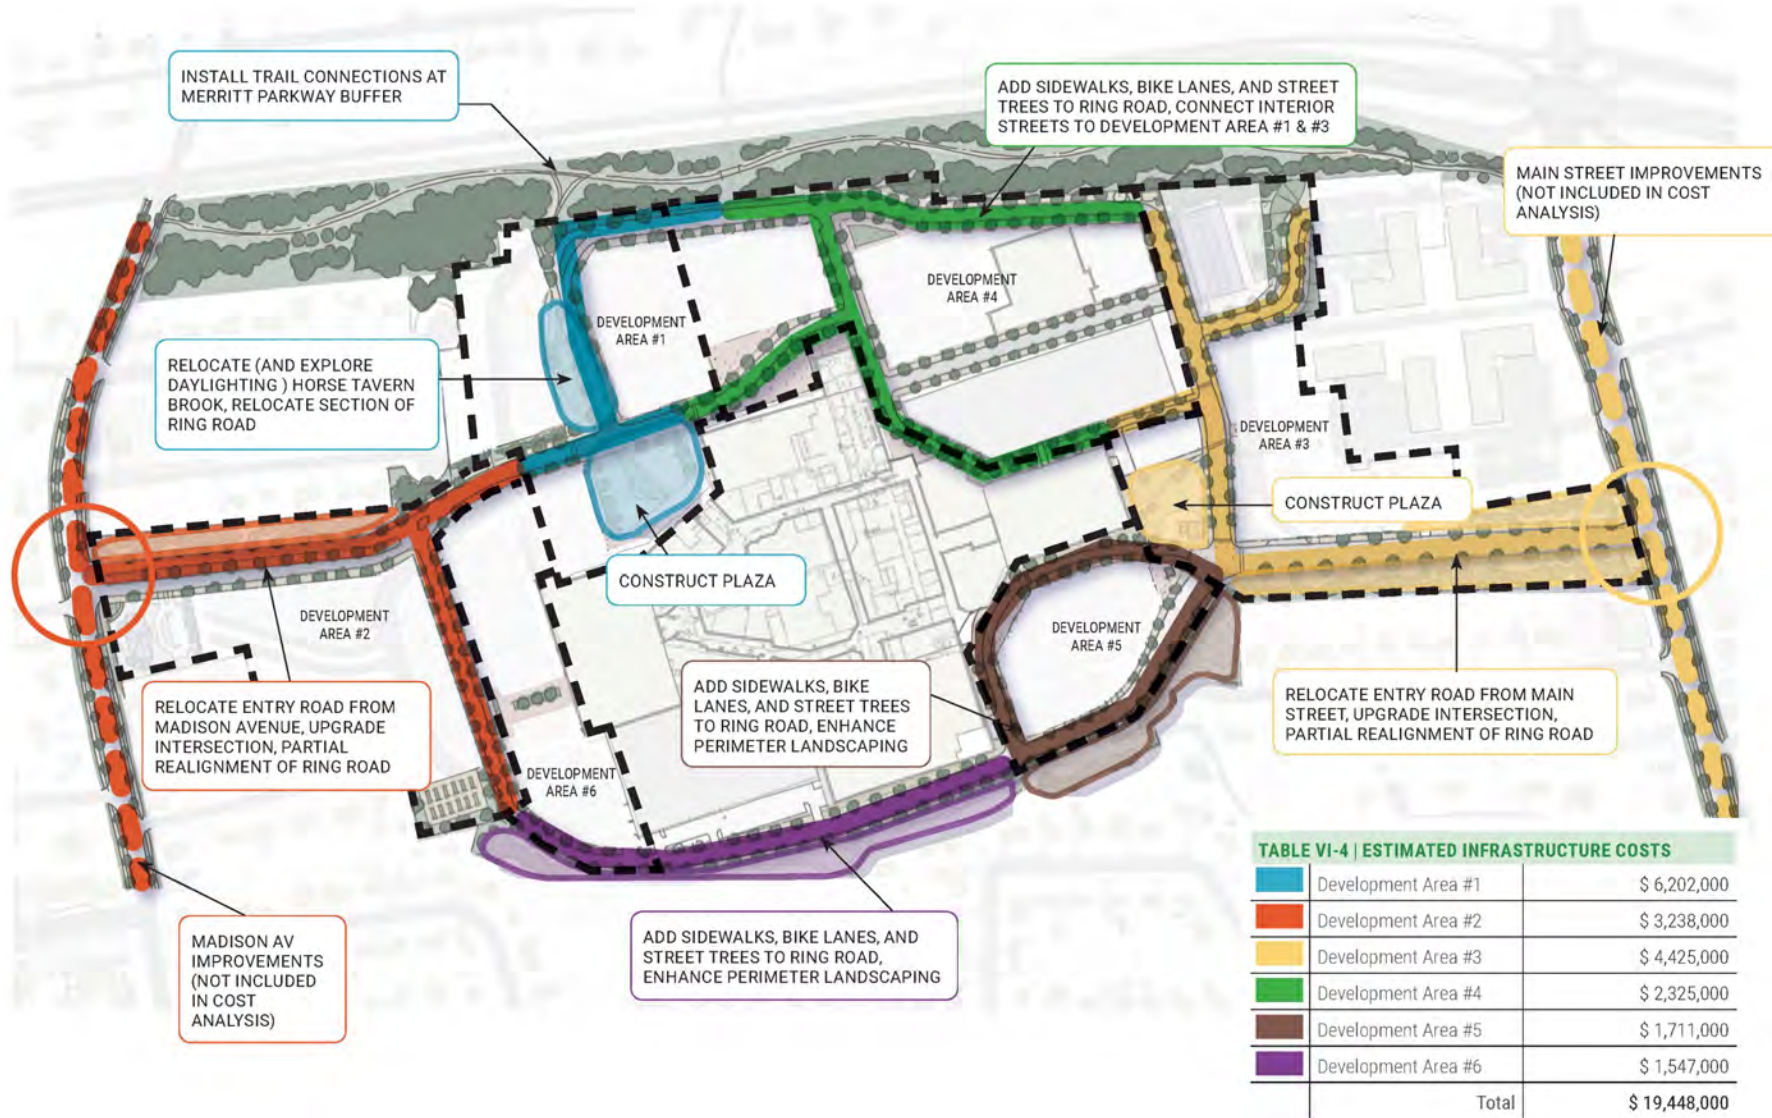 INSTALL TRAIL CONNECTIONS AT
MERRITT PARKWAY BUFFER
ADD SIDEWALKS, BIKE LANES, AND STREET
TREES TO RING ROAD, CONNECT INTERIOR
STREETS TO DEVELOPMENT AREA #1 & #3
MAIN STREET IMPROVEMENTS
(NOT INCLUDED IN COST
ANALYSIS)
DEVELOPMENT
AREA #4
DEVELOPMENT
AREA #1
RELOCATE (AND EXPLORE
DAYLIGHTING ) HORSE TAVERN
BROOK, RELOCATE SECTION OF
RING ROAD
DEVELOPMENT
AREA #3
CONSTRUCT PLAZA
CONSTRUCT PLAZA
DEVELOPMENT
AREA #2
DEVELOPMENT
AREA #5
RELOCATE ENTRY ROAD FROM
MADISON AVENUE, UPGRADE
INTERSECTION, PARTIAL
REALIGNMENT OF RING ROAD
ADD SIDEWALKS, BIKE
LANES, AND STREET TREES
TO RING ROAD, ENHANCE
PERIMETER LANDSCAPING
RELOCATE ENTRY ROAD FROM MAIN
STREET, UPGRADE INTERSECTION,
PARTIAL REALIGNMENT OF RING ROAD
DEVELOPMENT
AREA #6
MADISON AV
IMPROVEMENTS
(NOT INCLUDED
IN COST
ANALYSIS)
ADD SIDEWALKS, BIKE LANES, AND
STREET TREES TO RING ROAD,
ENHANCE PERIMETER LANDSCAPING
TABLE VI-4 | ESTIMATED INFRASTRUCTURE COSTS
Development Area #1 $ 6,202,000
Development Area #2 $ 3,238,000
Development Area #3 $ 4,425,000
Development Area #4 $ 2,325,000
Development Area #5 $ 1,711,000
Development Area #6 $ 1,547,000
Total $ 19,448,000